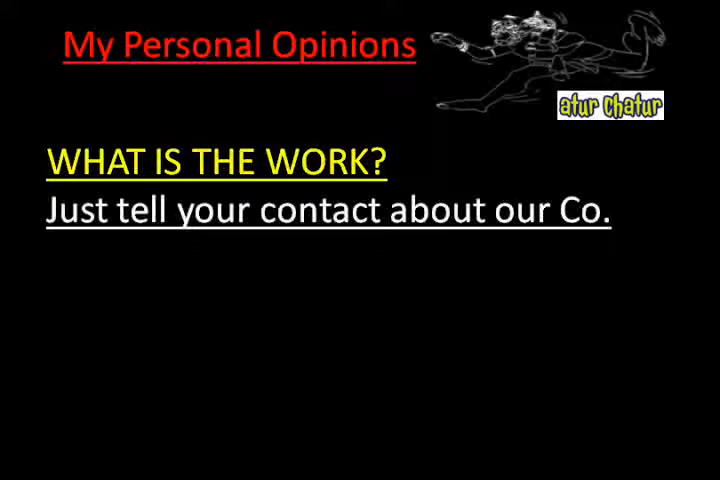 My Personal Opinions
atur chatur
WHAT IS THE WORK?
Just tell your contact about our Co.